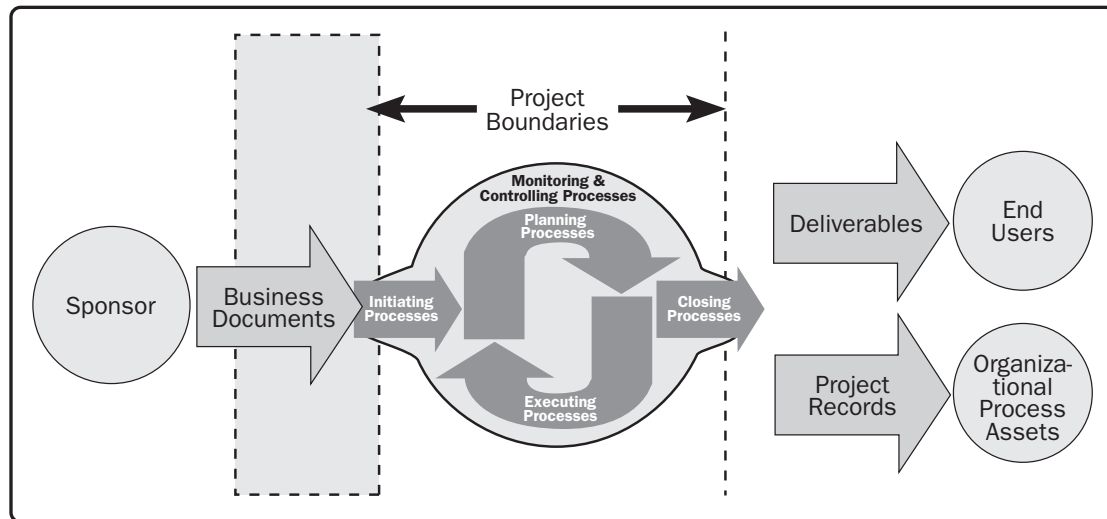 Project
Boundaries
Monitoring &
Controlling Processes
Planning
Processes
Sponsor
Business
Documents
Initiating
Processes
Closing
Processes
Executing
Processes
Deliverables
End
Users
Project
Records
Organiza-
tional
Process
Assets